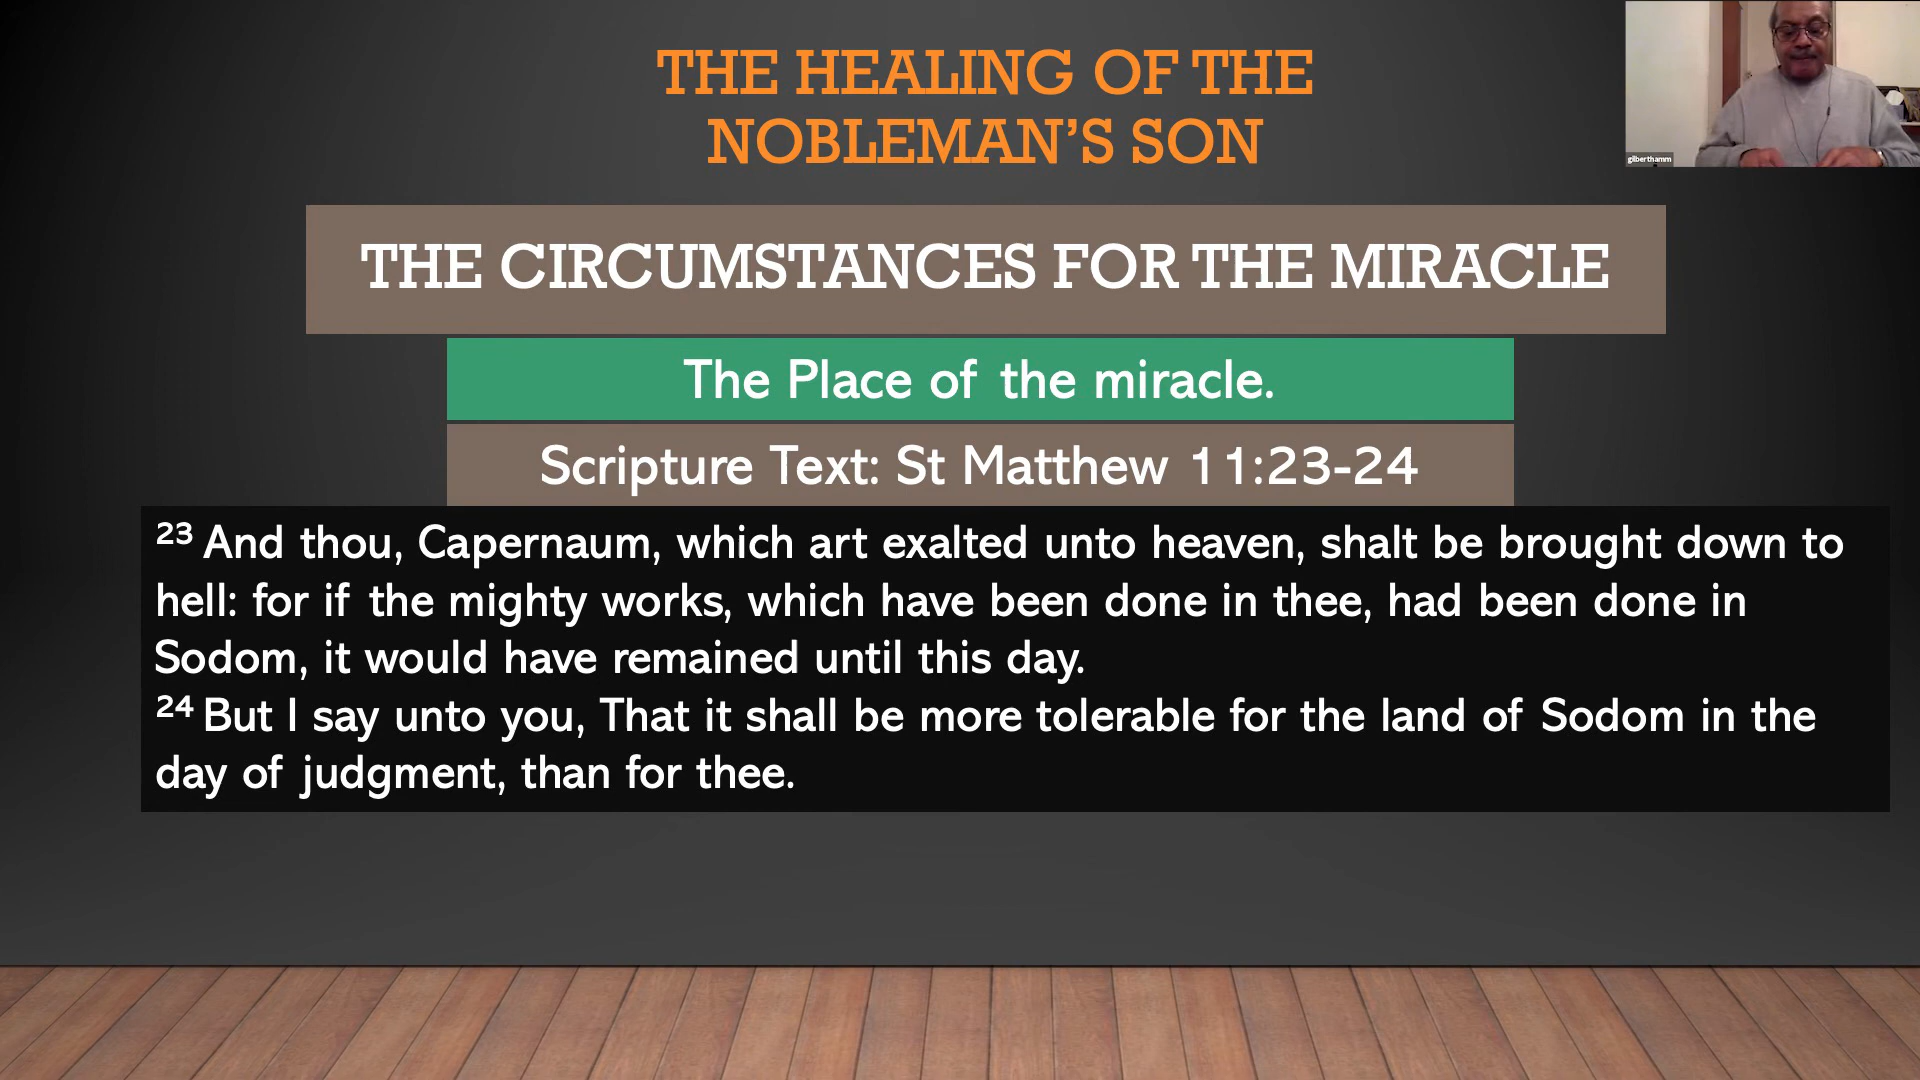 THE HEALING OF THE
NOBLEMAN’S SON
gilberthamm
THE CIRCUMSTANCES FOR THE MIRACLE
The Place of the miracle.
Scripture Text: St Matthew 11:23-24
23 And thou, Capernaum, which art exalted unto heaven, shalt be brought down to
hell: for if the mighty works, which have been done in thee, had been done in
Sodom, it would have remained until this day.
24 But I say unto you, That it shall be more tolerable for the land of Sodom in the
day of judgment, than for thee.